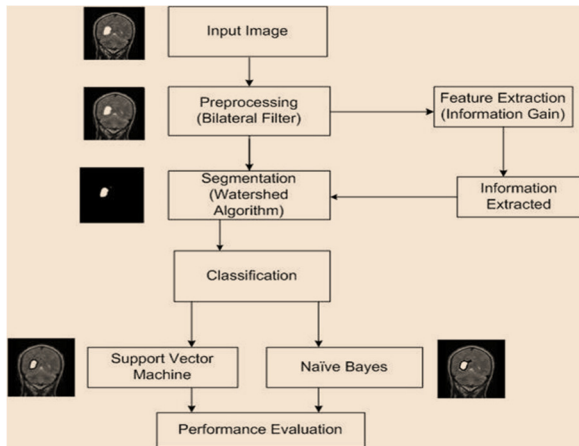 Input Image
Preprocessing
(Bilateral Filter)
Feature Extraction
(Information Gain)
Segmentation
(Watershed
Algorithm)
Information
Extracted
Classification
Support Vector
Machine
Naïve Bayes
Performance Evaluation